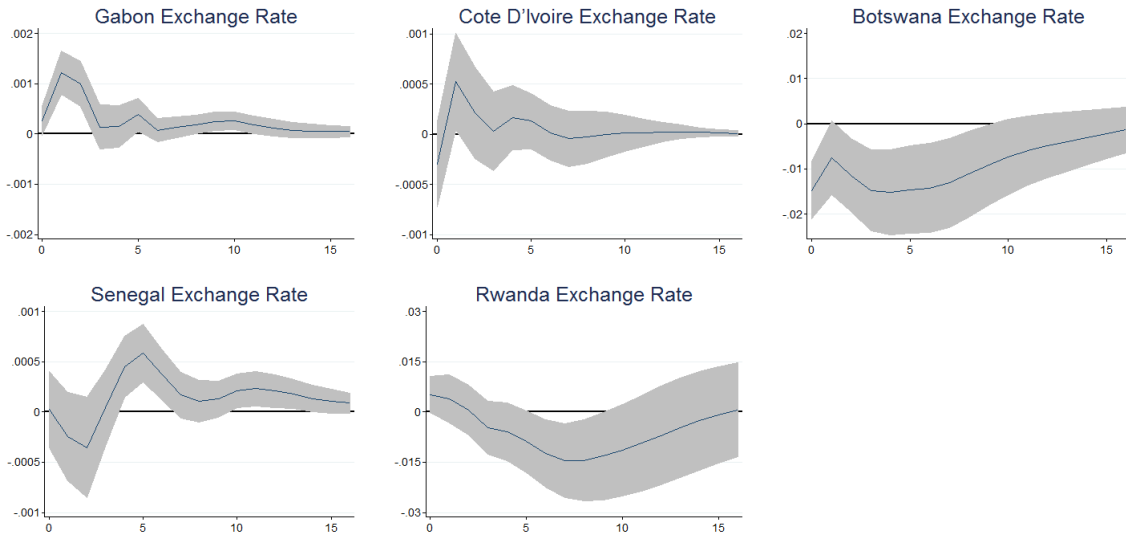 Gabon Exchange Rate
.002
.001
0
-.001
-.002
0 5 10 15
Cote D'Ivoire Exchange Rate
.001
.0005
0
-.0005
-.001
0 5 10 15
Botswana Exchange Rate
.02
.01
0
-.01
-.02
0 5 10 15
Senegal Exchange Rate
.001
.0005
0
-.0005
-.001
0 5 10 15
Rwanda Exchange Rate
.03
.015
0
-.015
-.03
0 5 10 15